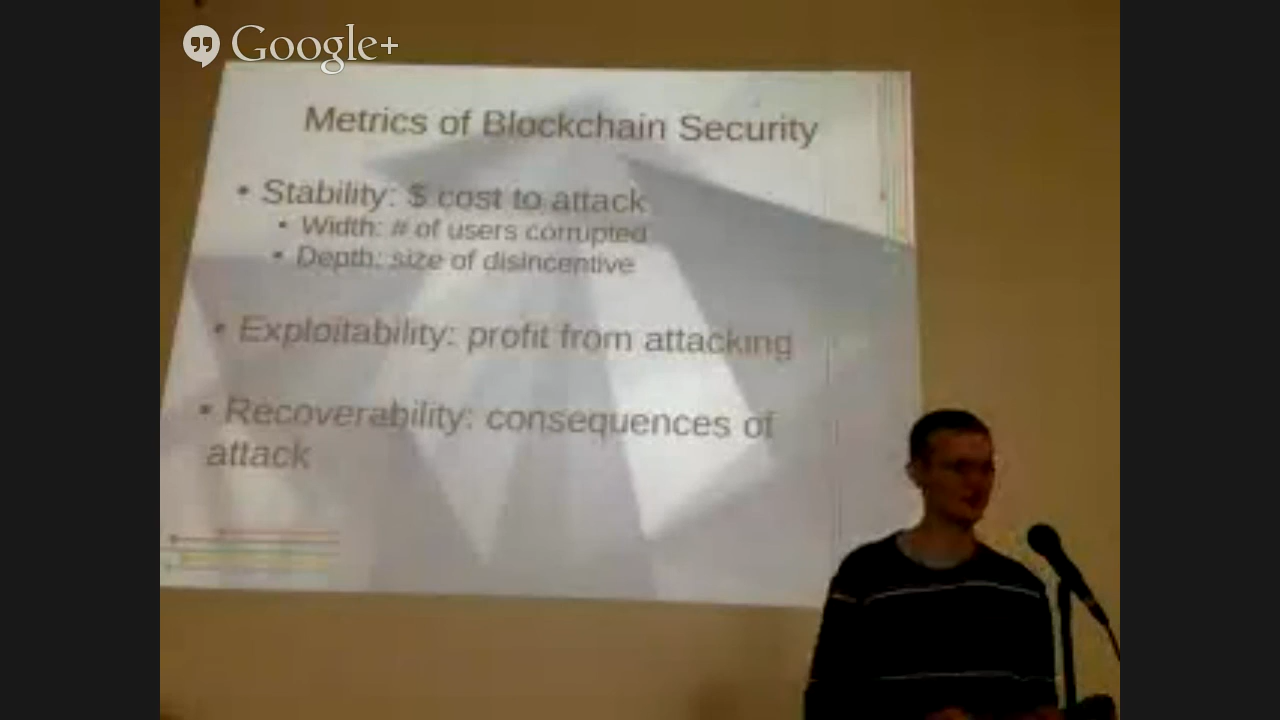 Google+
Metrics of Blockchain Security
• Stability: $ cost to attack
• Width: # of users corrupted
• Depth: size of disincentive
• Exploitability: profit from attacking
• Recoverability: consequences of
attack